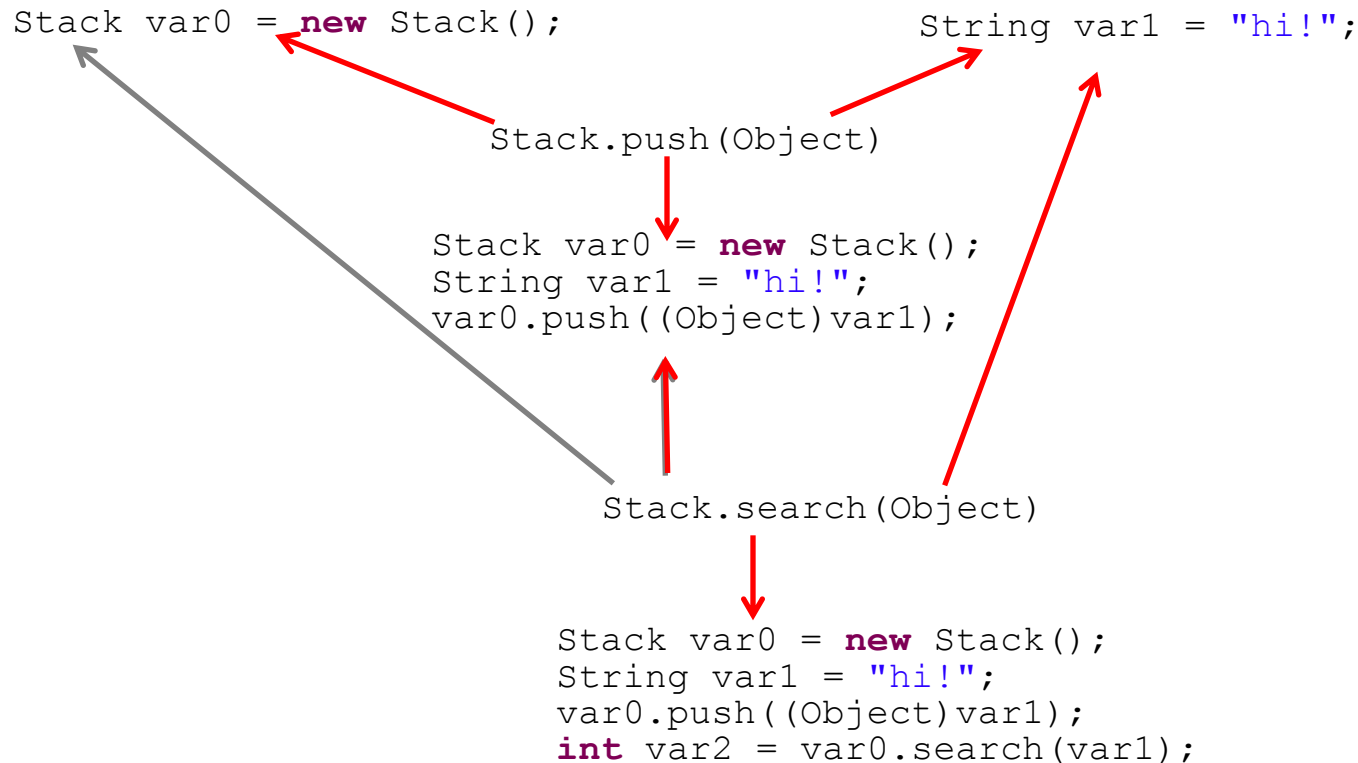 Stack var0 = new Stack();
String var1 = "hi!";
Stack.push(Object)
Stack var0 = new Stack();
String var1 = "hi!";
var0.push((Object)var1);
Stack.search(Object)
Stack var0 = new Stack();
String var1 = "hi!";
var0.push((Object)var1);
int var2 = var0.search(var1);